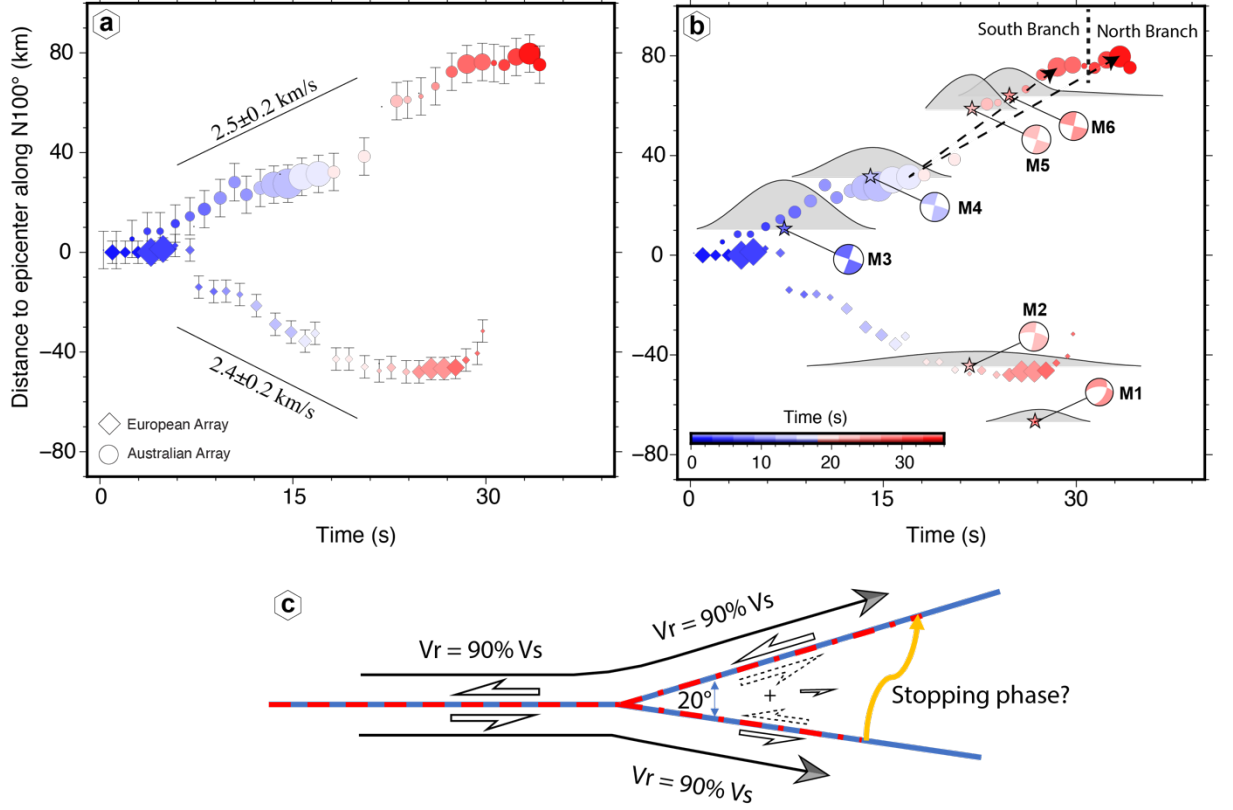 a
Distance to epicenter along N100° (km)
80
40
0
−40
−80
2.5±0.2 km/s
2.4±0.2 km/s
European Array
Australian Array
0
15
30
Time (s)
b
South Branch
North Branch
80
40
0
−40
−80
M6
M5
M4
M3
M2
M1
Time (s)
0
10
20
30
0
15
30
Time (s)
c
Vr = 90% Vs
Vr = 90% Vs
20°
+
Stopping phase?
Vr = 90% Vs